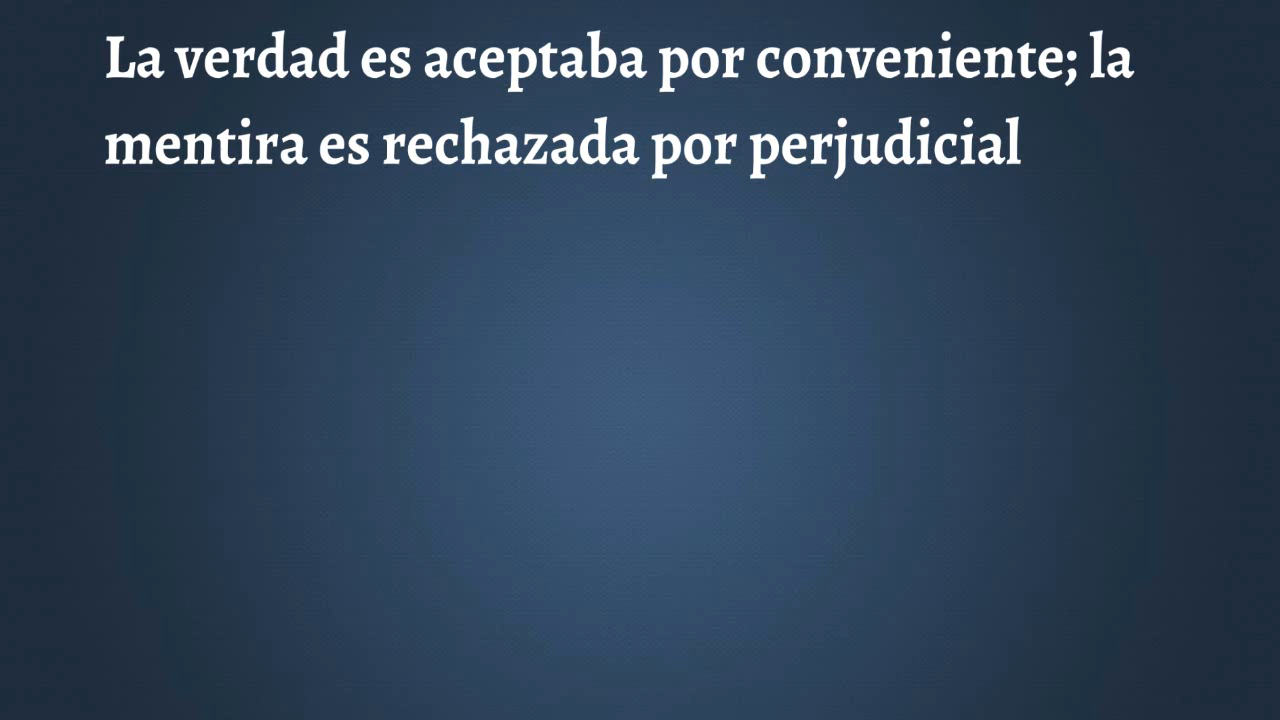 La verdad es aceptaba por conveniente; la
mentira es rechazada por perjudicial